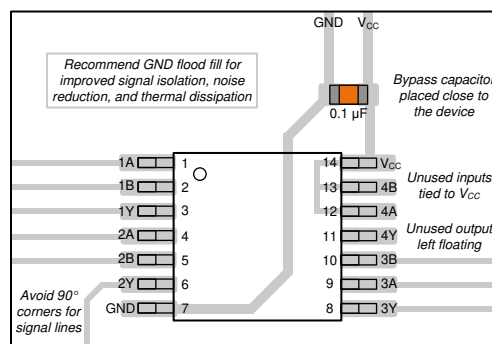 GND VCC
Recommend GND flood fill for
improved signal isolation, noise
reduction, and thermal dissipation
Bypass capacitor
placed close to
the device
0.1 µF
1A 1 14 VCC
1B 2 13 4B
1Y 3 12 4A
2A 4 11 4Y
2B 5 10 3B
2Y 6 9 3A
GND 7 8 3Y
Unused inputs
tied to VCC
Unused output
left floating
Avoid 90°
corners for
signal lines